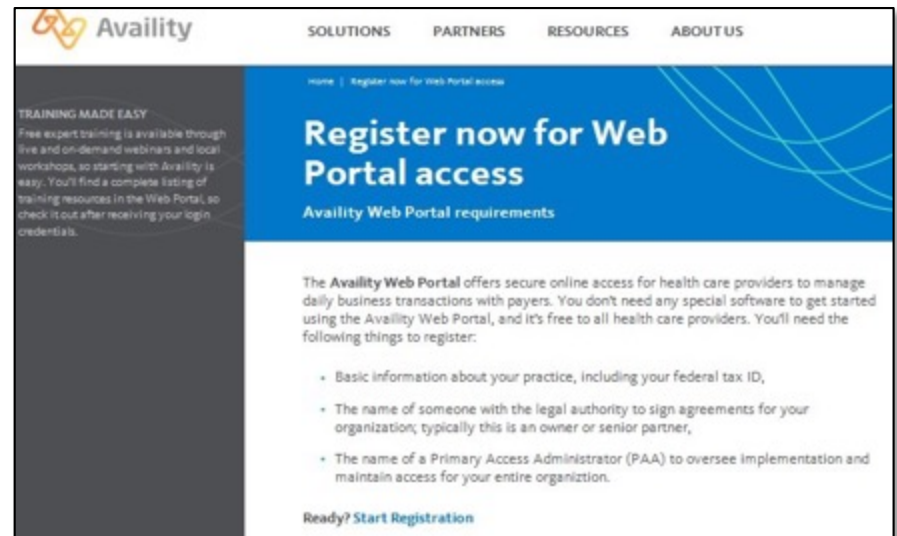 Availity
SOLUTIONS PARTNERS RESOURCES ABOUT US
Home | Register now for Web Portal access
TRAINING MADE EASY
Free expert training is available through
live and on-demand webinars and local
workshops, so starting with Availity is
easy. You'll find a complete listing of
training resources in the Web Portal, so
check it out after receiving your login
credentials.
Register now for Web
Portal access
Availity Web Portal requirements
The Availity Web Portal offers secure online access for health care providers to manage
daily business transactions with payers. You don't need any special software to get started
using the Availity Web Portal, and it's free to all health care providers. You'll need the
following things to register:
• Basic information about your practice, including your federal tax ID,
• The name of someone with the legal authority to sign agreements for your
organization; typically this is an owner or senior partner,
• The name of a Primary Access Administrator (PAA) to oversee implementation and
maintain access for your entire organiztion.
Ready? Start Registration